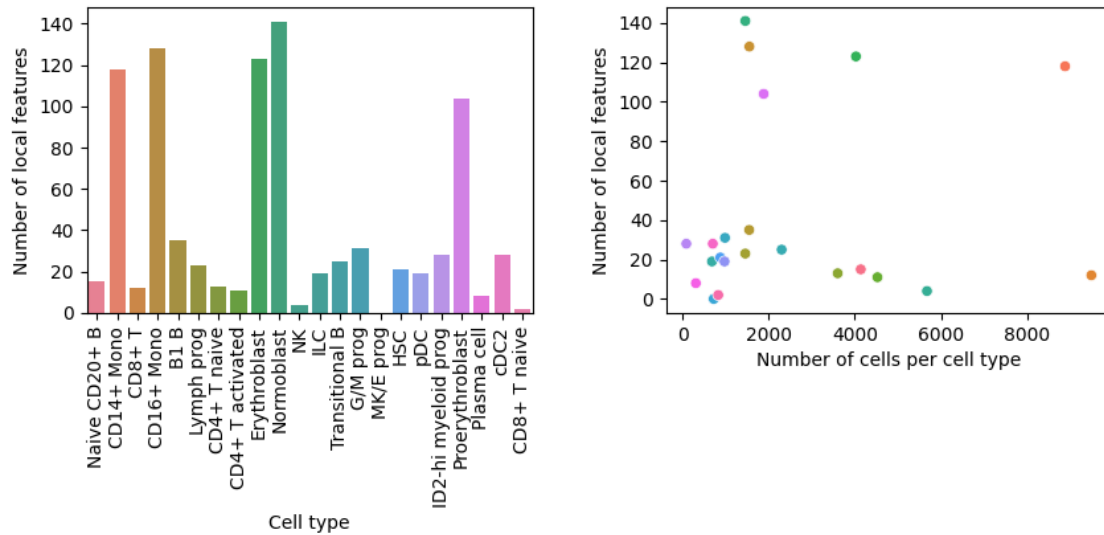 Number of local features
140
120
100
80
60
40
20
0
Naive CD20+ B
CD14+ Mono
CD8+ T
CD16+ Mono
B1 B
Lymph prog
CD4+ T naive
CD4+ T activated
Erythroblast
Normoblast
NK
ILC
Transitional B
G/M prog
MK/E prog
HSC
pDC
ID2-hi myeloid prog
Proerythroblast
Plasma cell
cDC2
CD8+ T naive
Cell type
Number of local features
140
120
100
80
60
40
20
0
0 2000 4000 6000 8000
Number of cells per cell type